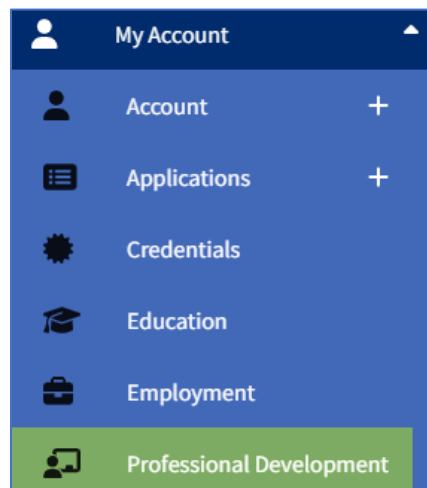 My Account
Account +
Applications +
Credentials
Education
Employment
Professional Development